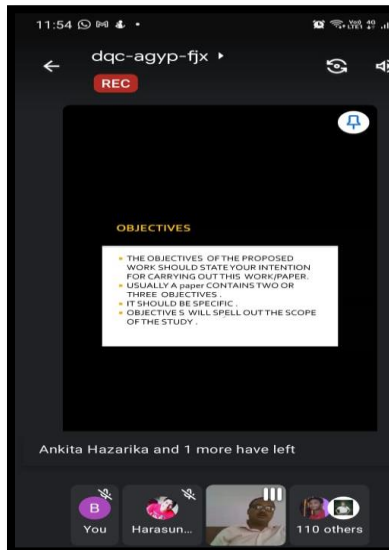 11:54
dqc-agyp-fjx
REC
OBJECTIVES
THE OBJECTIVES OF THE PROPOSED
WORK SHOULD STATE YOUR INTENTION
FOR CARRYING OUT THIS WORK/PAPER.
USUALLY A paper CONTAINS TWO OR
THREE OBJECTIVES .
IT SHOULD BE SPECIFIC .
OBJECTIVE S WILL SPELL OUT THE SCOPE
OF THE STUDY .
Ankita Hazarika and 1 more have left
B
You
Harasun...
110 others